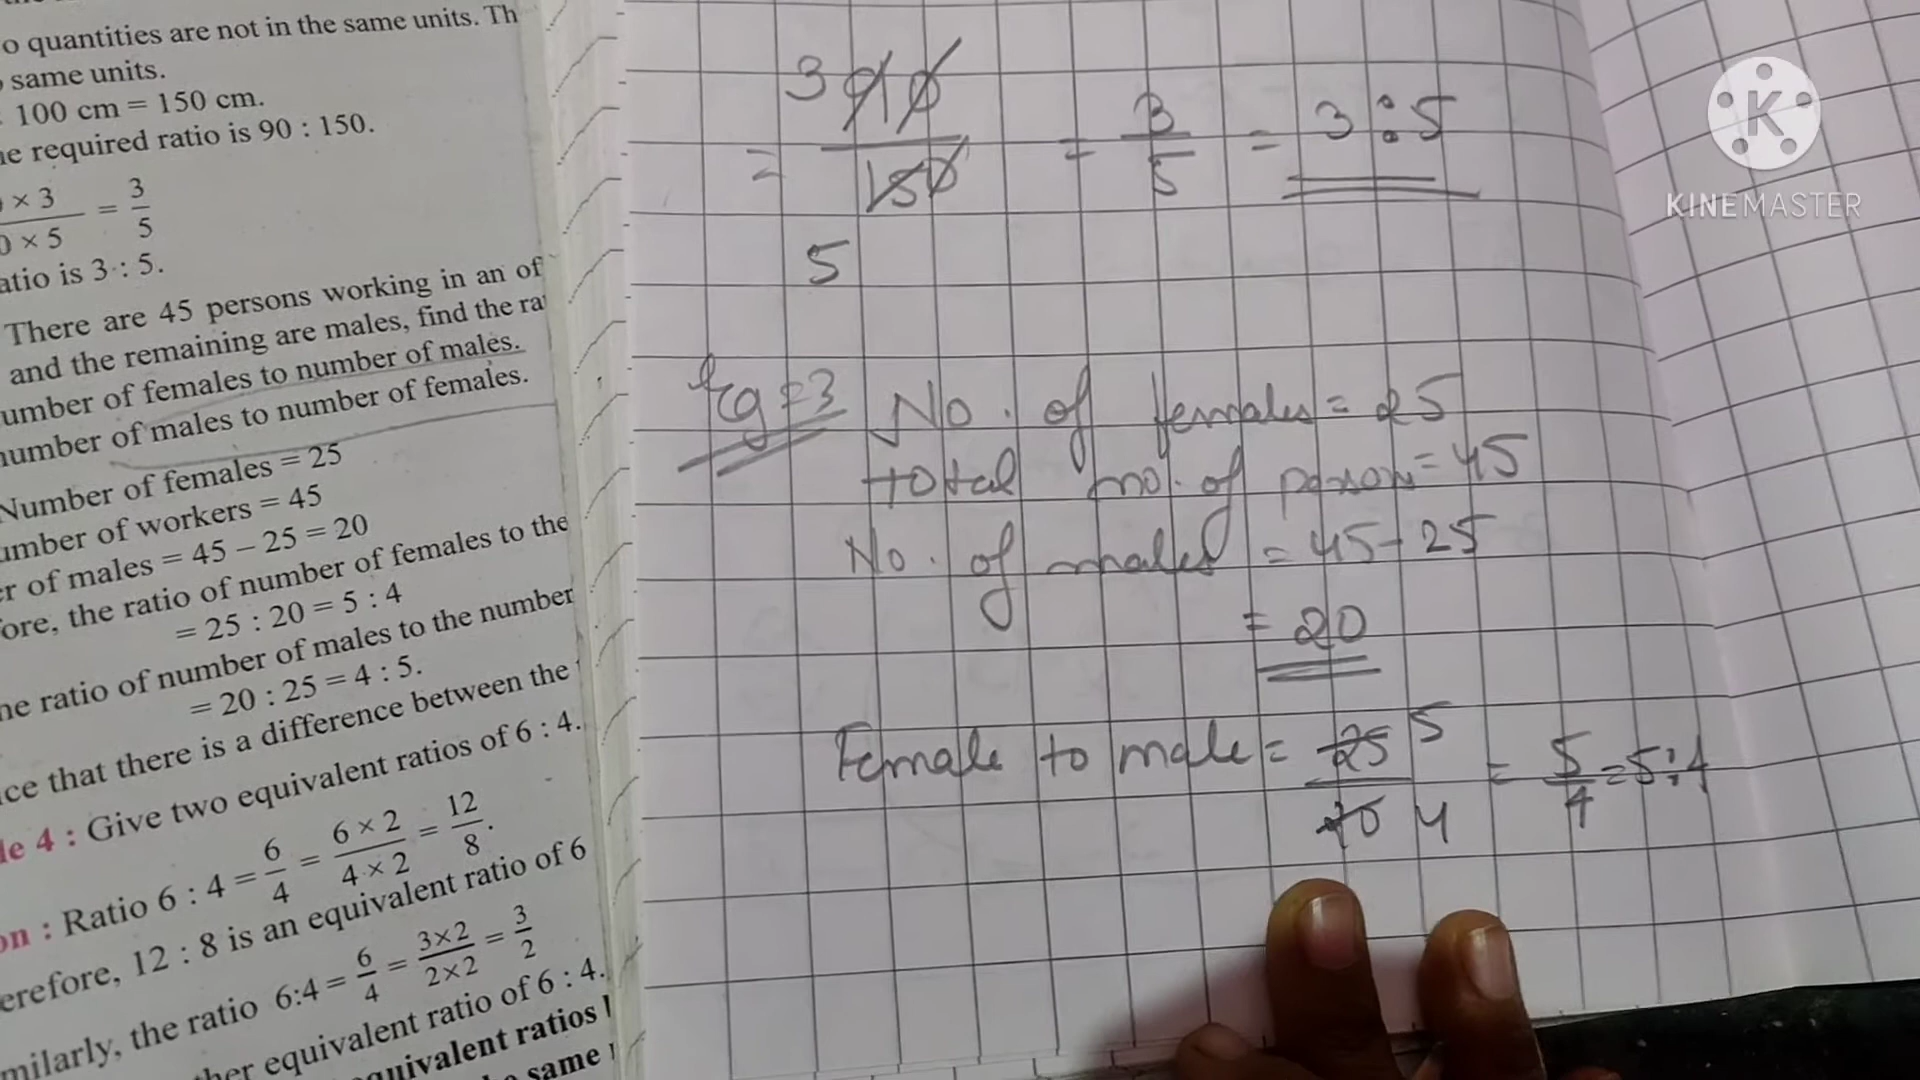 o quantities are not in the same units. Th
same units.
100 cm = 150 cm.
e required ratio is 90 : 150.
× 3 / 0 × 5 = 3/5
atio is 3 : 5.
There are 45 persons working in an of
and the remaining are males, find the ra
umber of females to number of males.
number of males to number of females.
Number of females = 25
umber of workers = 45
er of males = 45 – 25 = 20
ore, the ratio of number of females to the
= 25 : 20 = 5 : 4
he ratio of number of males to the number
= 20 : 25 = 4 : 5.
ice that there is a difference between the
le 4 : Give two equivalent ratios of 6 : 4.
on : Ratio 6 : 4 = 6/4 = 6 × 2 / 4 × 2 = 12/8.
erefore, 12 : 8 is an equivalent ratio of 6
milarly, the ratio 6:4 = 6/4 = 3×2 / 2×2 = 3/2
ther equivalent ratio of 6 : 4.
quivalent ratios
same
= 3 90/150 5 = 3/5 = 3 : 5
Eg = 3 No. of females = 25
total no. of person = 45
No. of males = 45 - 25
= 20
Female to male = 25 5 / 20 4 = 5/4 = 5:4
K
KINEMASTER